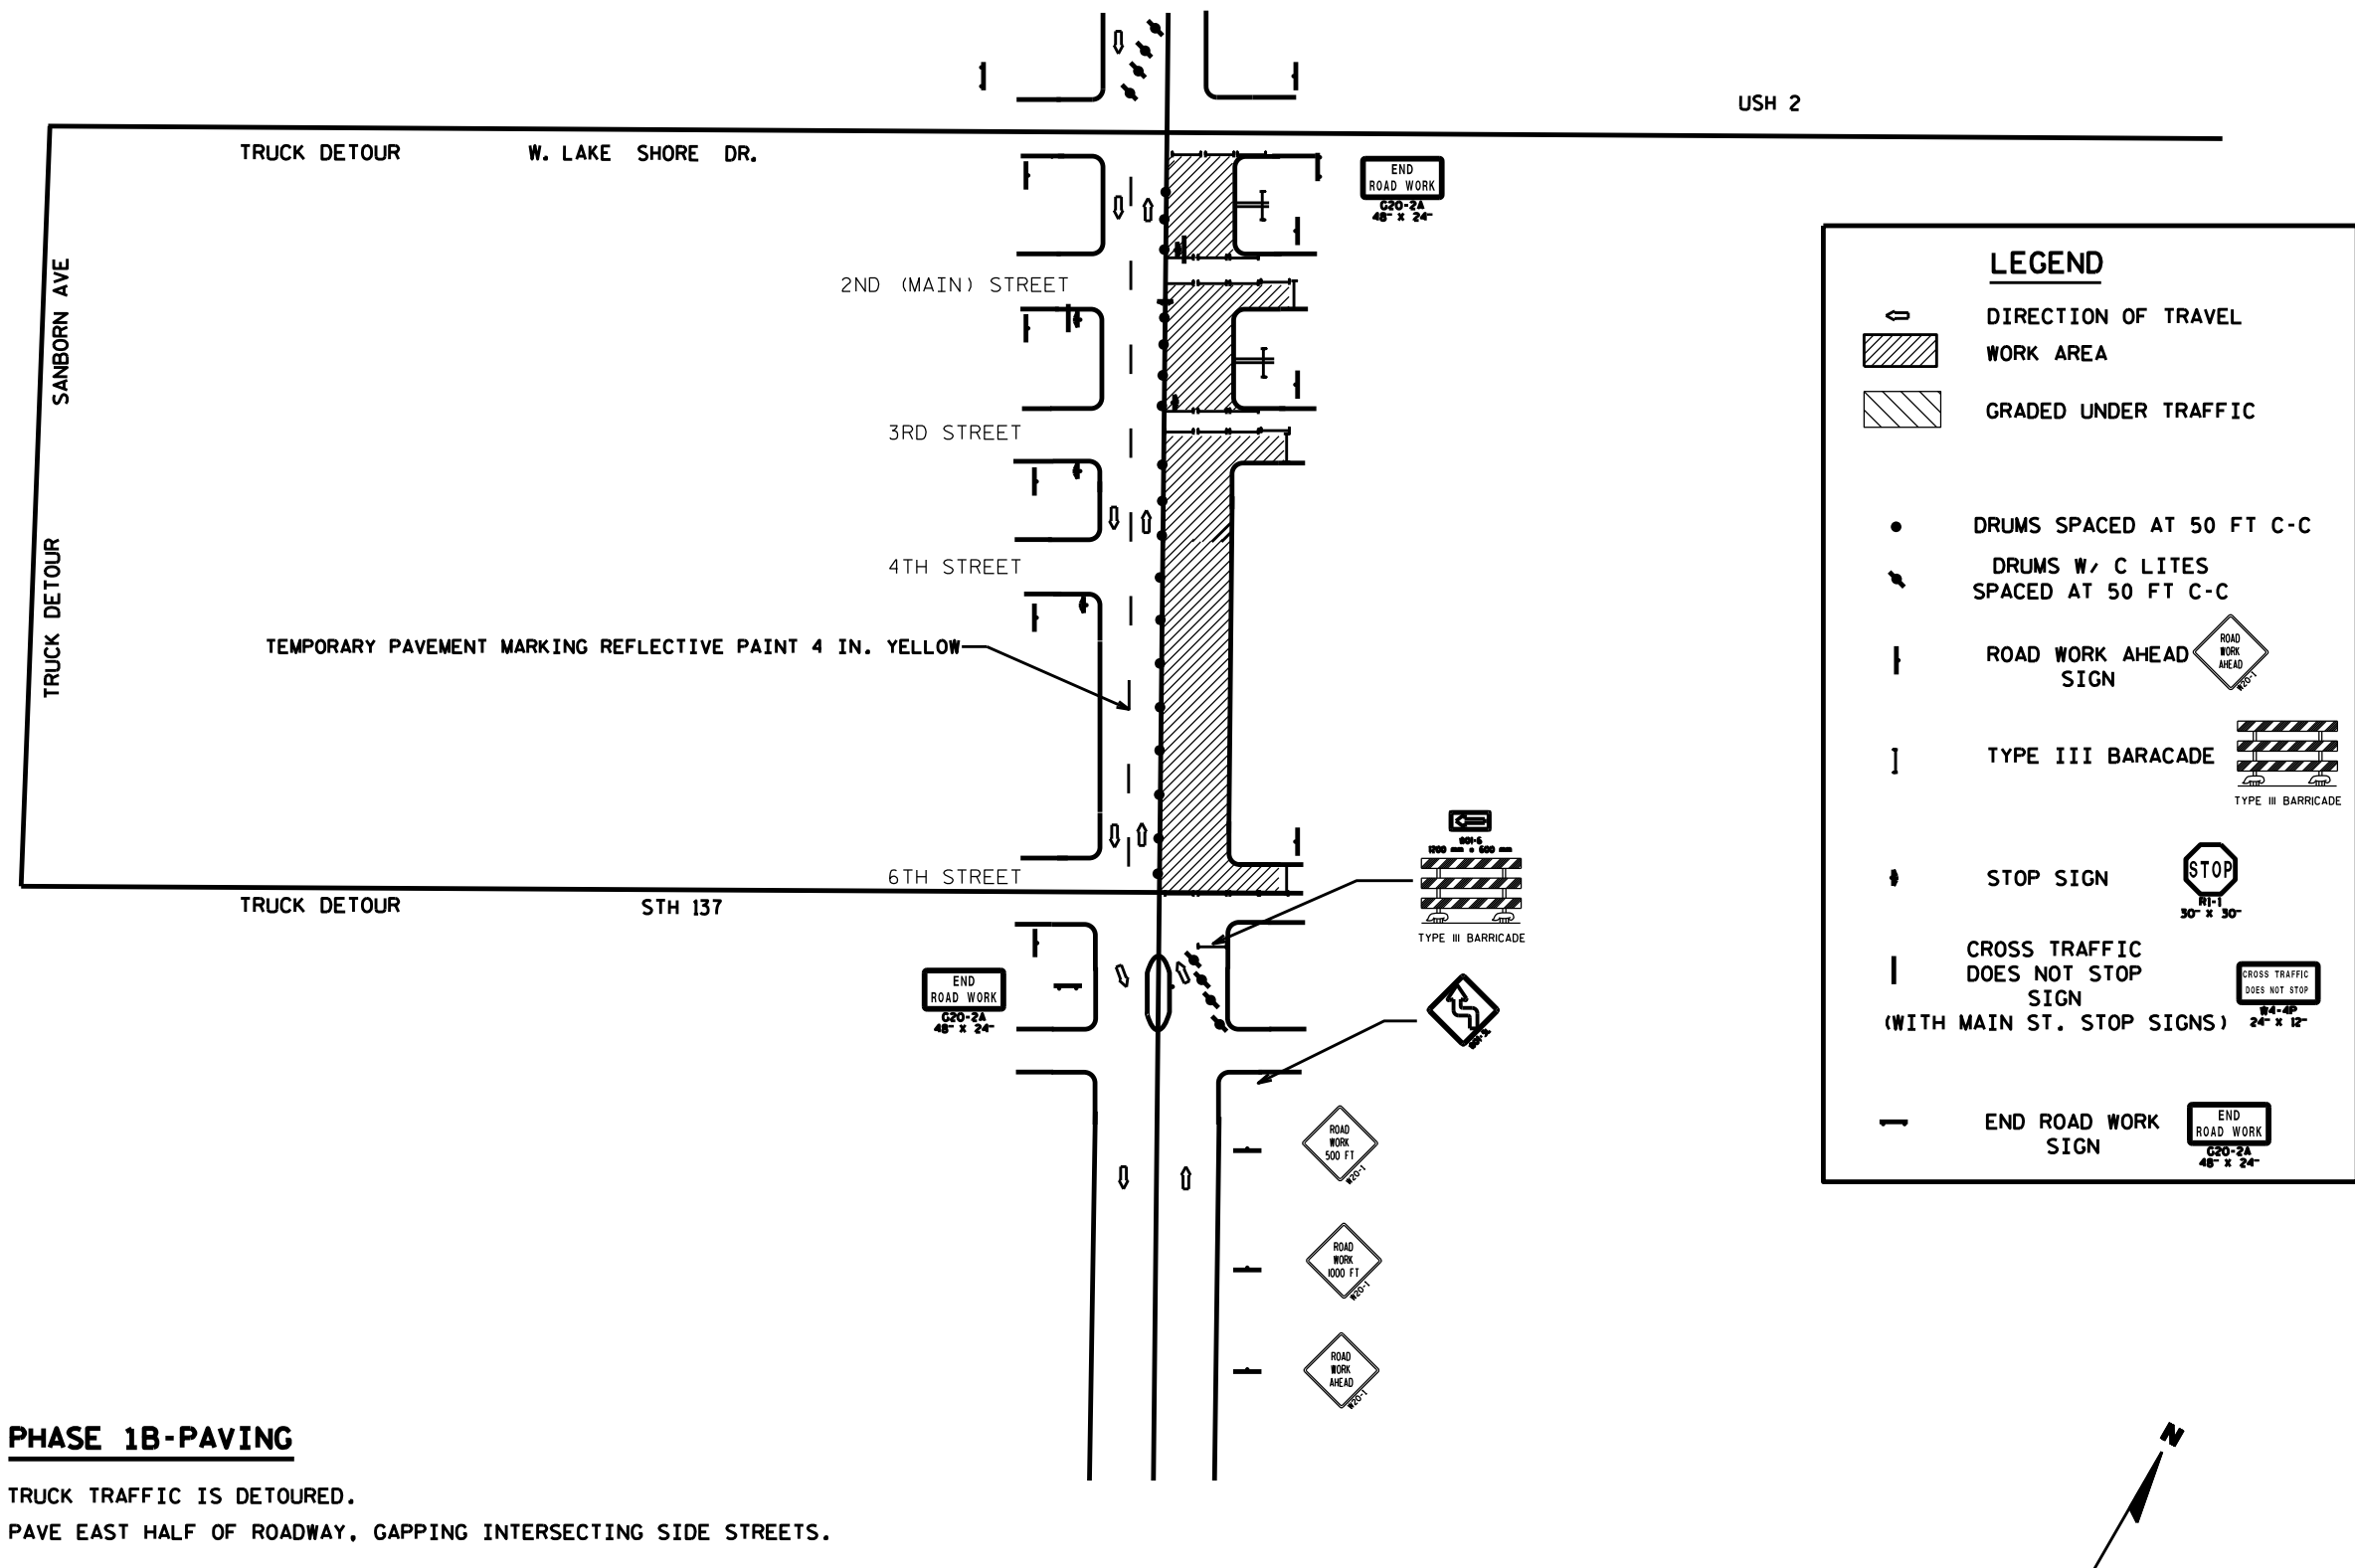 USH 2
TRUCK DETOUR
W. LAKE SHORE DR.
END
ROAD WORK
G20-2A
48" X 24"
SANBORN AVE
TRUCK DETOUR
2ND (MAIN) STREET
3RD STREET
4TH STREET
TEMPORARY PAVEMENT MARKING REFLECTIVE PAINT 4 IN. YELLOW
6TH STREET
TRUCK DETOUR
STH 137
1200 mm x 600 mm
TYPE III BARRICADE
END
ROAD WORK
G20-2A
48" X 24"
ROAD
WORK
500 FT
W20-1
ROAD
WORK
1000 FT
W20-1
ROAD
WORK
AHEAD
W20-1
LEGEND
DIRECTION OF TRAVEL
WORK AREA
GRADED UNDER TRAFFIC
DRUMS SPACED AT 50 FT C-C
DRUMS W/ C LITES
SPACED AT 50 FT C-C
ROAD WORK AHEAD
SIGN
ROAD
WORK
AHEAD
W20-1
TYPE III BARACADE
TYPE III BARRICADE
STOP SIGN
STOP
R1-1
30" X 30"
CROSS TRAFFIC
DOES NOT STOP
SIGN
(WITH MAIN ST. STOP SIGNS)
CROSS TRAFFIC
DOES NOT STOP
W4-4P
24" X 12"
END ROAD WORK
SIGN
END
ROAD WORK
G20-2A
48" X 24"
PHASE 1B-PAVING
TRUCK TRAFFIC IS DETOURED.
PAVE EAST HALF OF ROADWAY, GAPPING INTERSECTING SIDE STREETS.
N